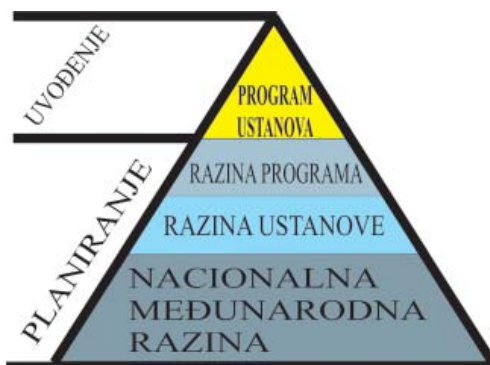 UVOĐENJE
PROGRAM
USTANOVA
PLANIRANJE
RAZINA PROGRAMA
RAZINA USTANOVE
NACIONALNA
MEĐUNARODNA
RAZINA